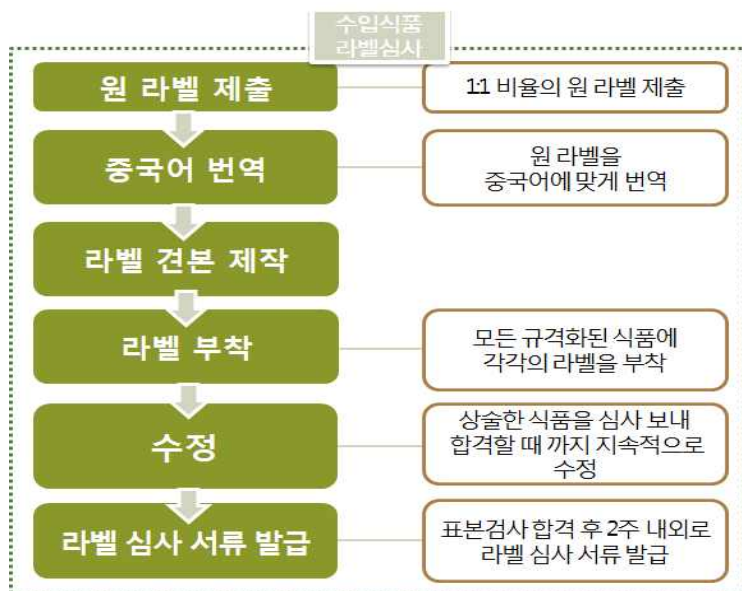 수입식품
라벨심사
원 라벨 제출
1:1 비율의 원 라벨 제출
중국어 번역
원 라벨을
중국어에 맞게 번역
라벨 견본 제작
라벨 부착
모든 규격화된 식품에
각각의 라벨을 부착
수정
상술한 식품을 심사 보내
합격할 때 까지 지속적으로
수정
라벨 심사 서류 발급
표본검사 합격 후 2주 내외로
라벨 심사 서류 발급